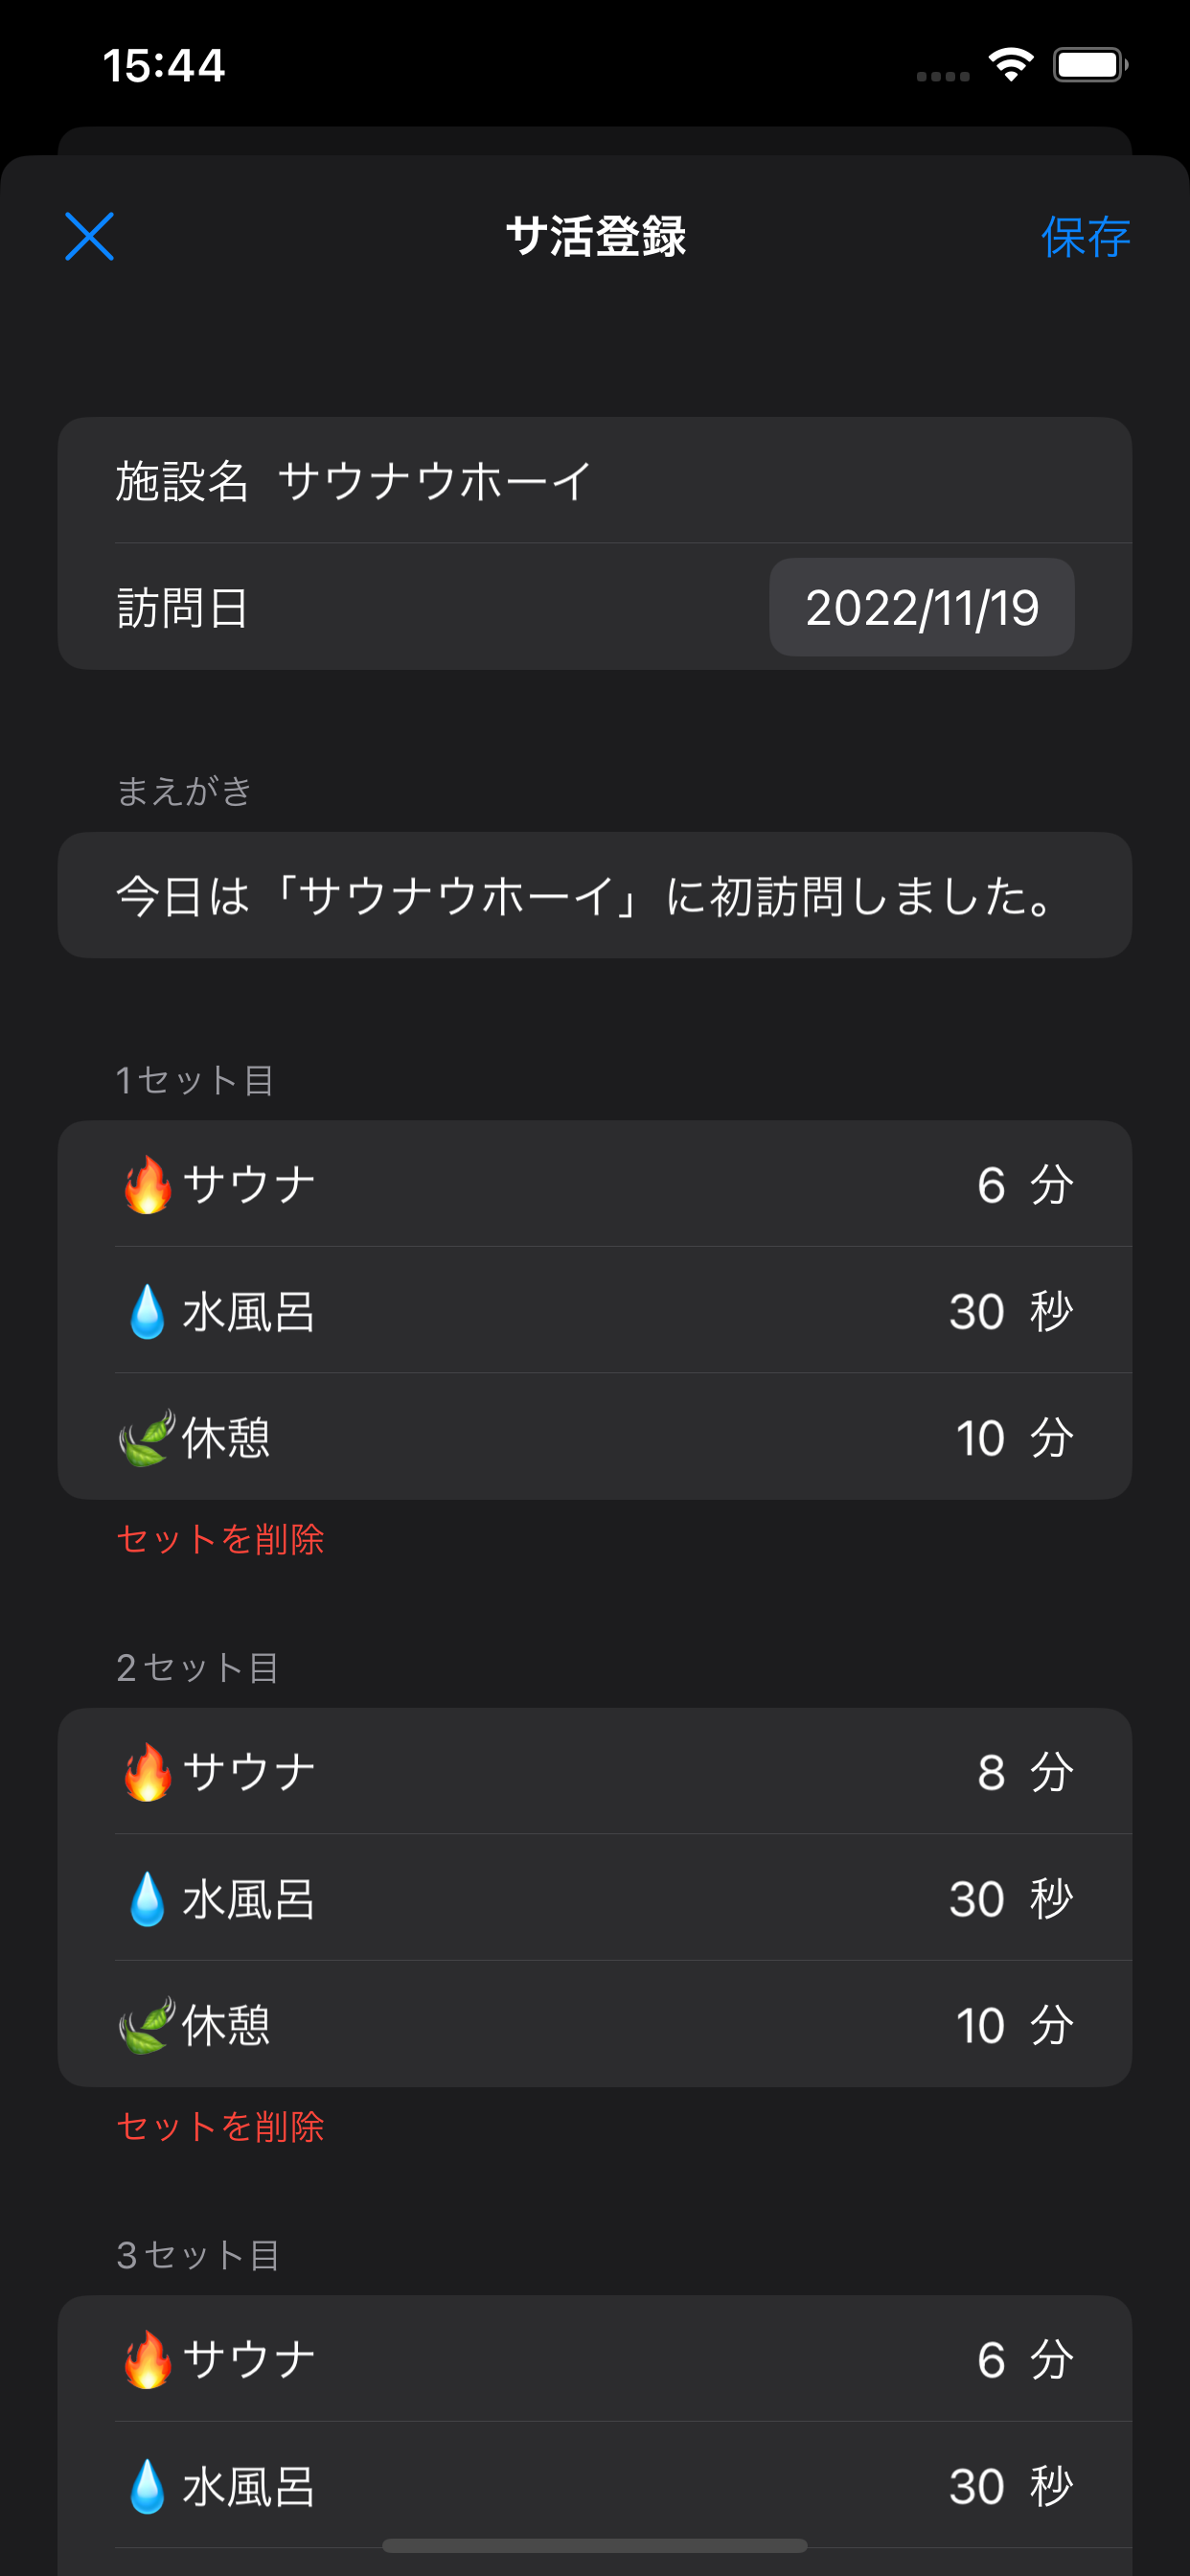 15:44
サ活登録
保存
施設名 サウナウホーイ
訪問日 2022/11/19
まえがき
今日は「サウナウホーイ」に初訪問しました。
1セット目
🔥サウナ 6 分
💧水風呂 30 秒
🍃休憩 10 分
セットを削除
2セット目
🔥サウナ 8 分
💧水風呂 30 秒
🍃休憩 10 分
セットを削除
3セット目
🔥サウナ 6 分
💧水風呂 30 秒